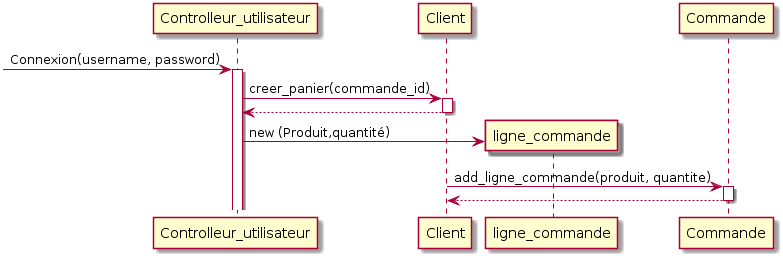 Controlleur_utilisateur
Client
Commande
Connexion(username, password)
creer_panier(commande_id)
new (Produit,quantité)
ligne_commande
add_ligne_commande(produit, quantite)
Controlleur_utilisateur
Client
ligne_commande
Commande